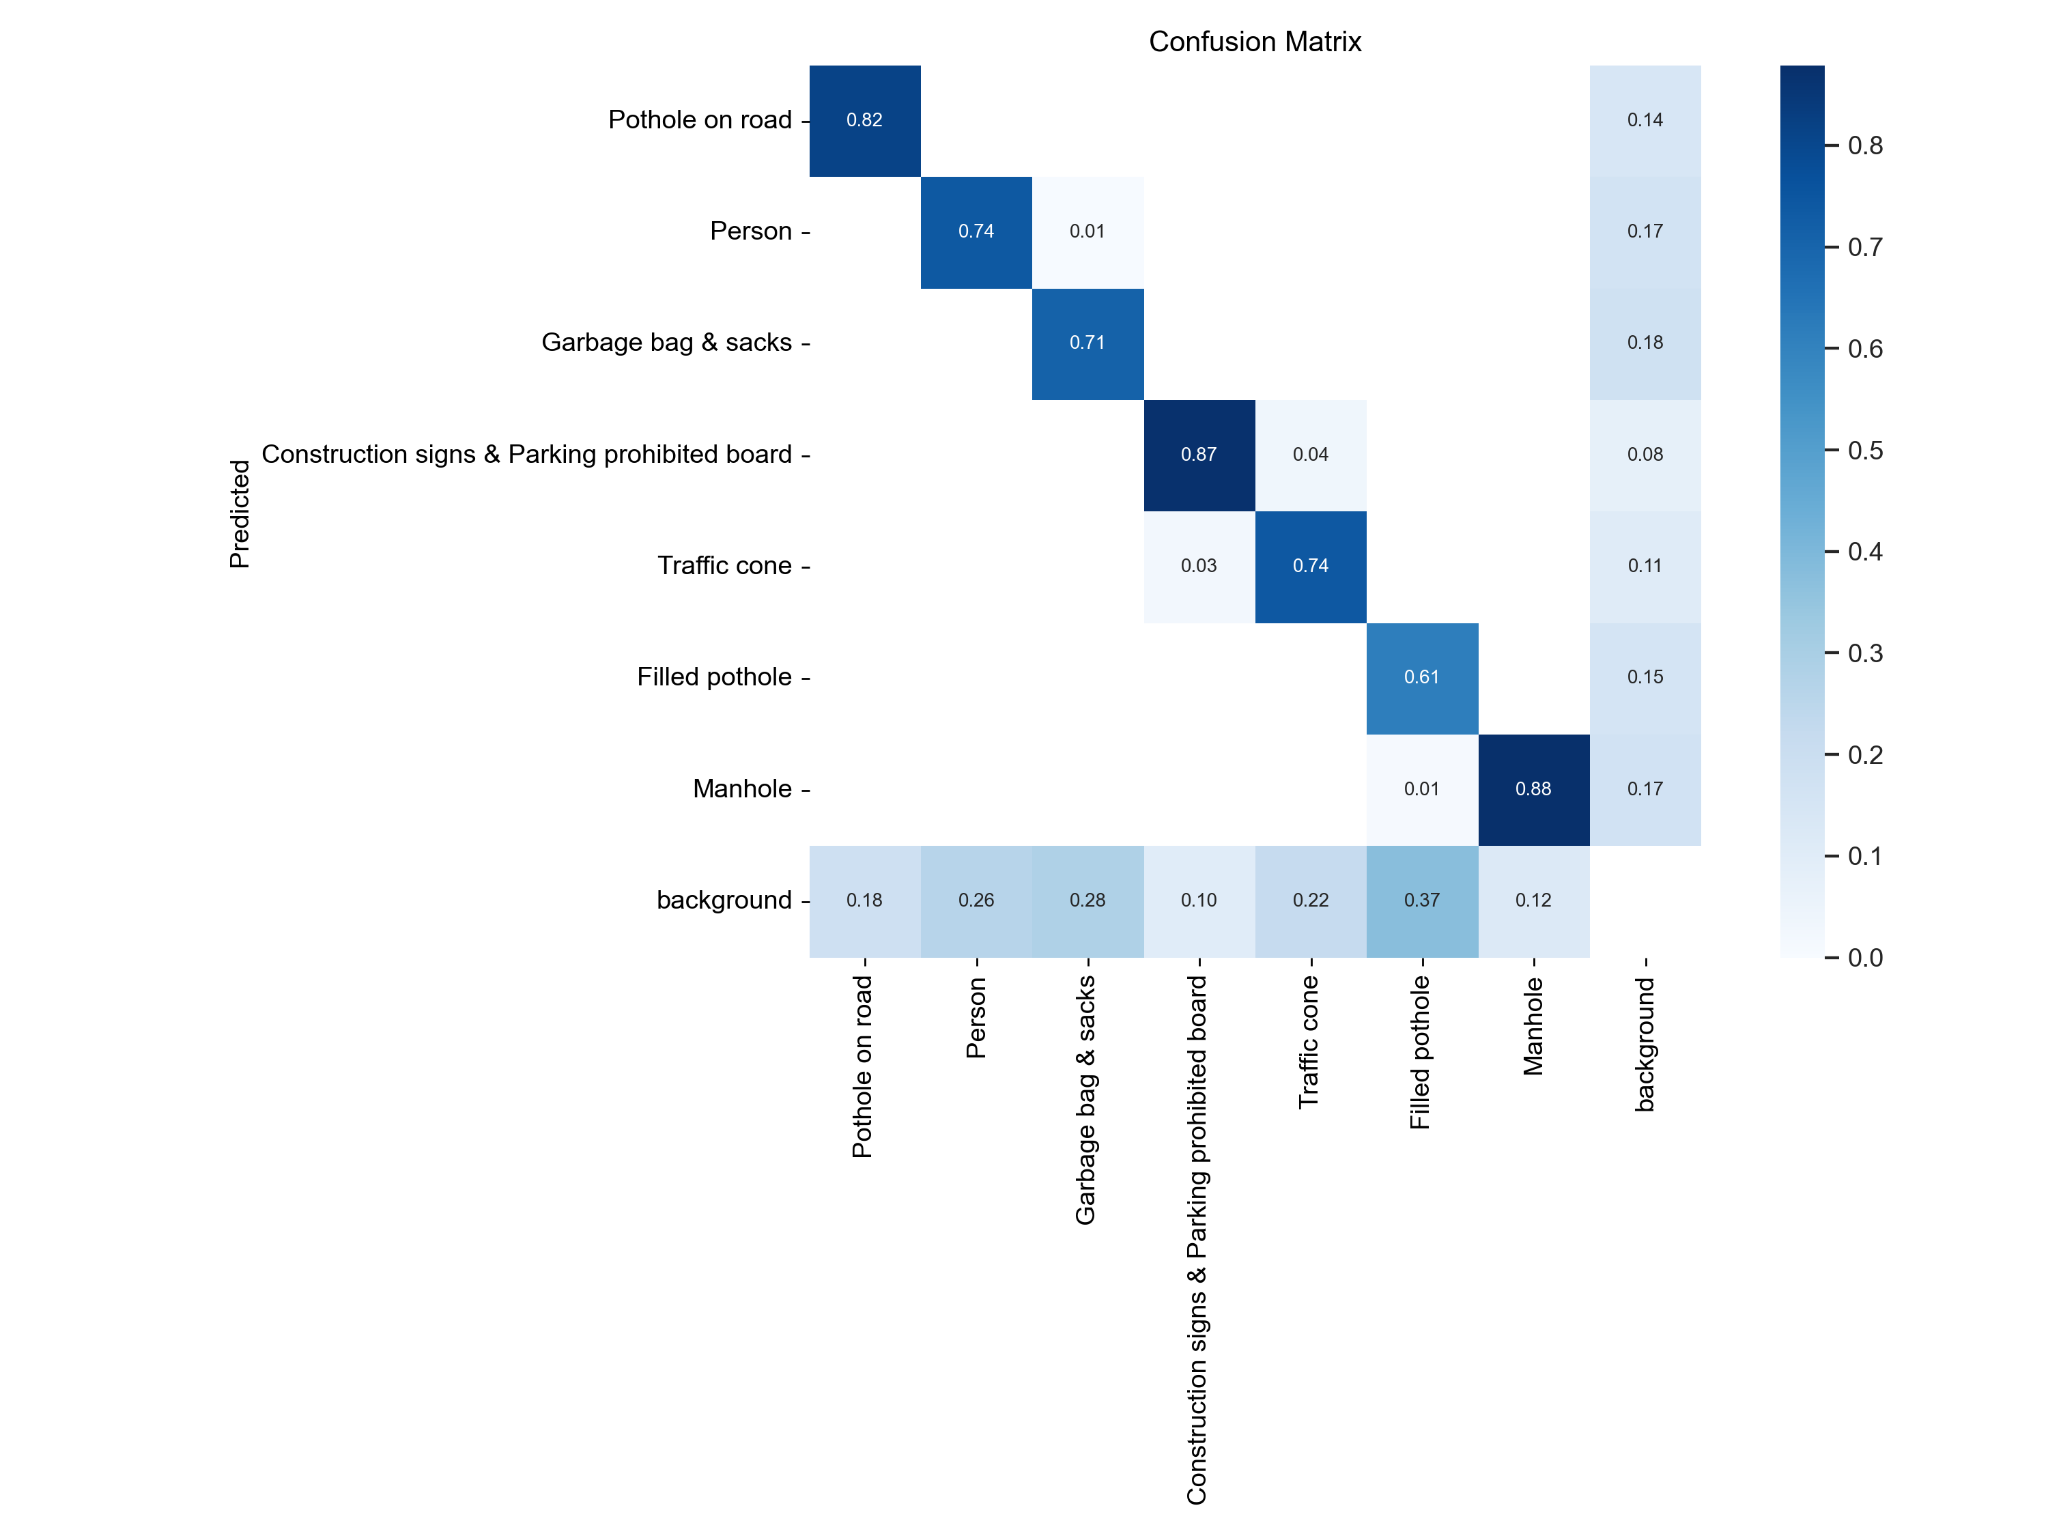 Confusion Matrix
Pothole on road
0.82
0.14
Person
0.74
0.01
0.17
Garbage bag & sacks
0.71
0.18
Construction signs & Parking prohibited board
0.87
0.04
0.08
Traffic cone
0.03
0.74
0.11
Filled pothole
0.61
0.15
Manhole
0.01
0.88
0.17
background
0.18
0.26
0.28
0.10
0.22
0.37
0.12
Predicted
Pothole on road
Person
Garbage bag & sacks
Construction signs & Parking prohibited board
Traffic cone
Filled pothole
Manhole
background
0.8
0.7
0.6
0.5
0.4
0.3
0.2
0.1
0.0